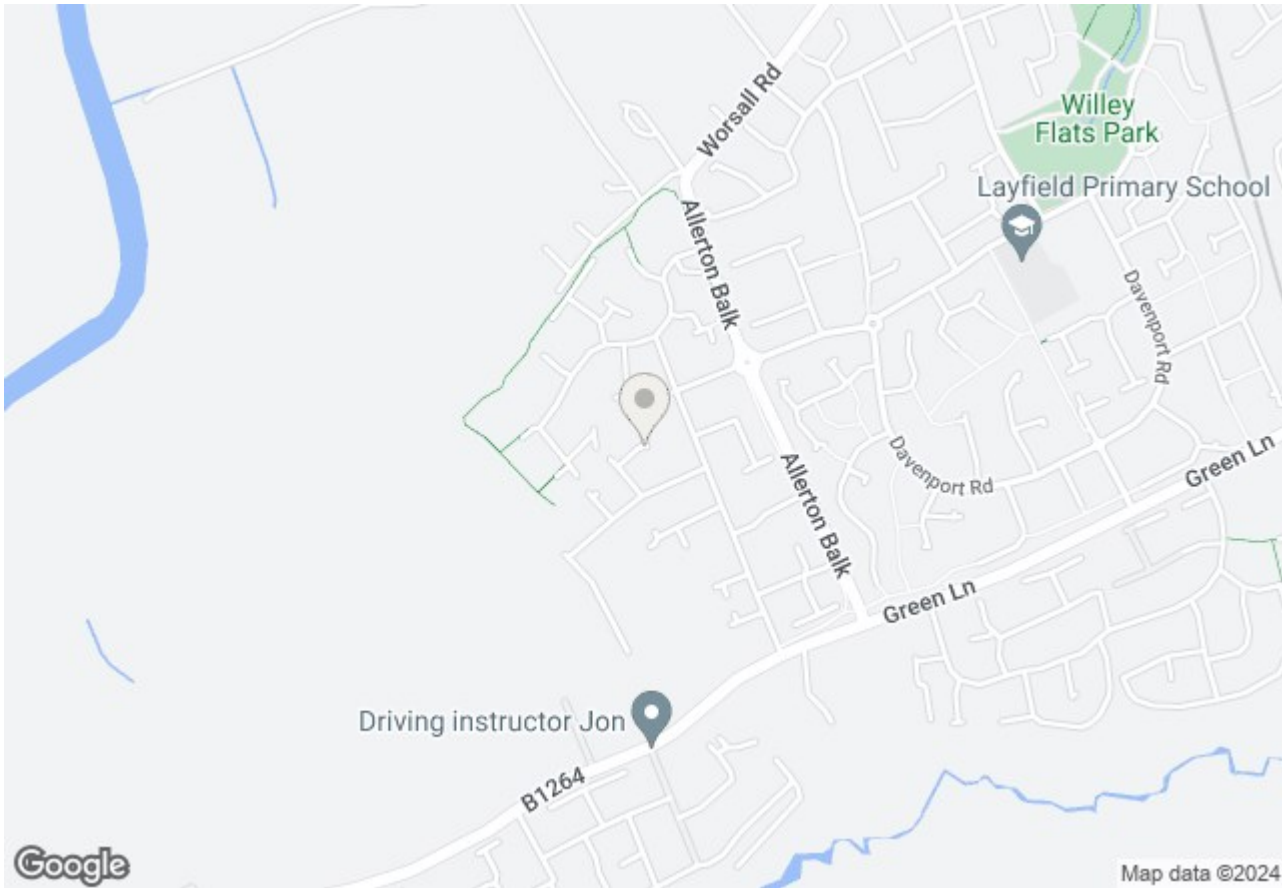 Worsall Rd
Willey
Flats Park
Layfield Primary School
Allerton Balk
Davenport Rd
Allerton Balk
Davenport Rd
Green Ln
Green Ln
Driving instructor Jon
B1264
Google
Map data ©2024